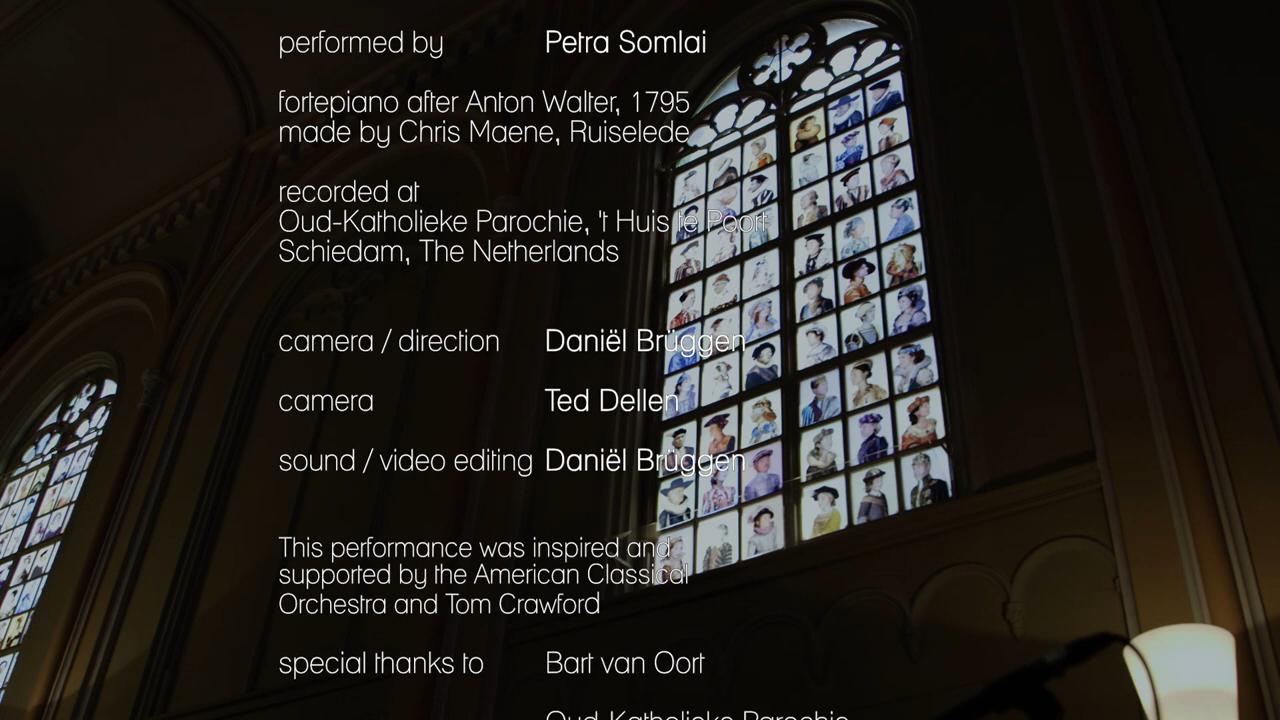 performed by Petra Somlai
fortepiano after Anton Walter, 1795
made by Chris Maene, Ruiselede
recorded at
Oud-Katholieke Parochie, 't Huis te Poort
Schiedam, The Netherlands
camera / direction Daniël Brüggen
camera Ted Dellen
sound / video editing Daniël Brüggen
This performance was inspired and
supported by the American Classical
Orchestra and Tom Crawford
special thanks to Bart van Oort
Oud-Katholieke Parochie